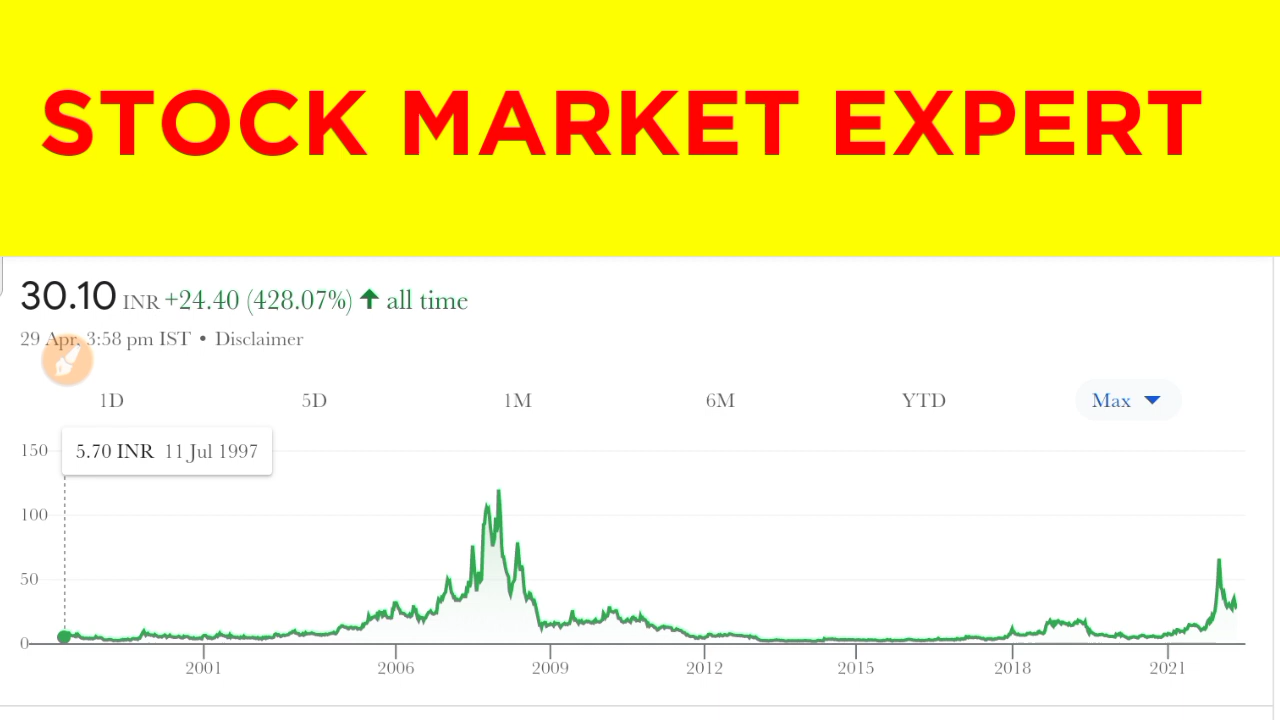 STOCK MARKET EXPERT
30.10 INR +24.40 (428.07%) ↑ all time
29 Apr, 3:58 pm IST • Disclaimer
1D 5D 1M 6M YTD Max
150
5.70 INR 11 Jul 1997
100
50
0
2001 2006 2009 2012 2015 2018 2021